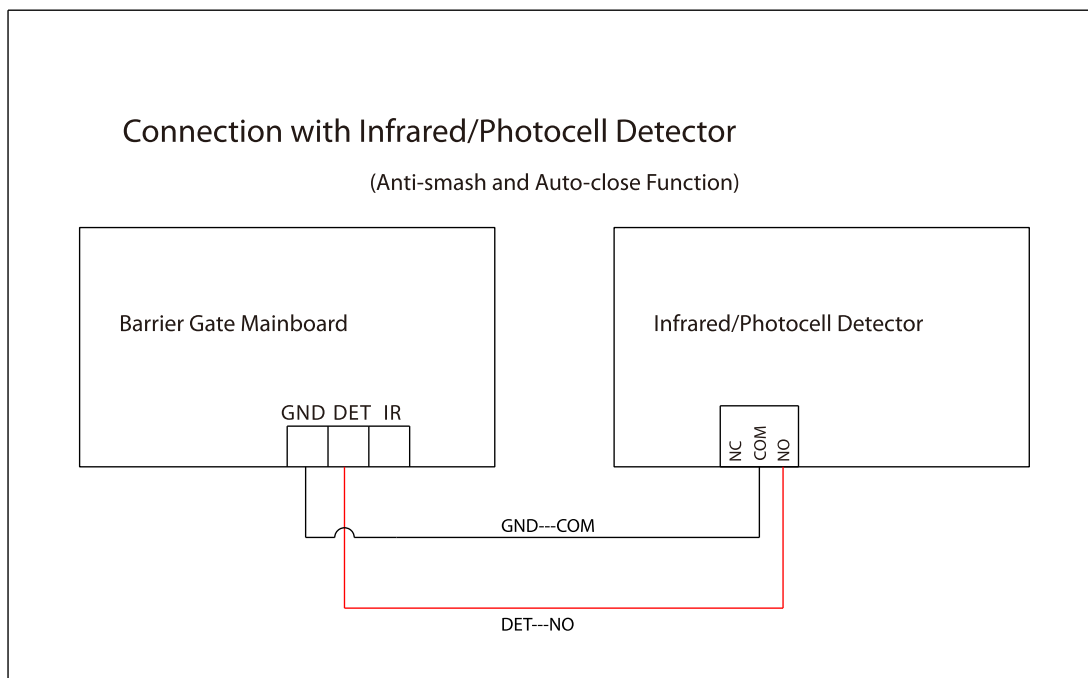 Connection with Infrared/Photocell Detector
(Anti-smash and Auto-close Function)
Barrier Gate Mainboard
GND DET IR
Infrared/Photocell Detector
NC
COM
NO
GND---COM
DET---NO